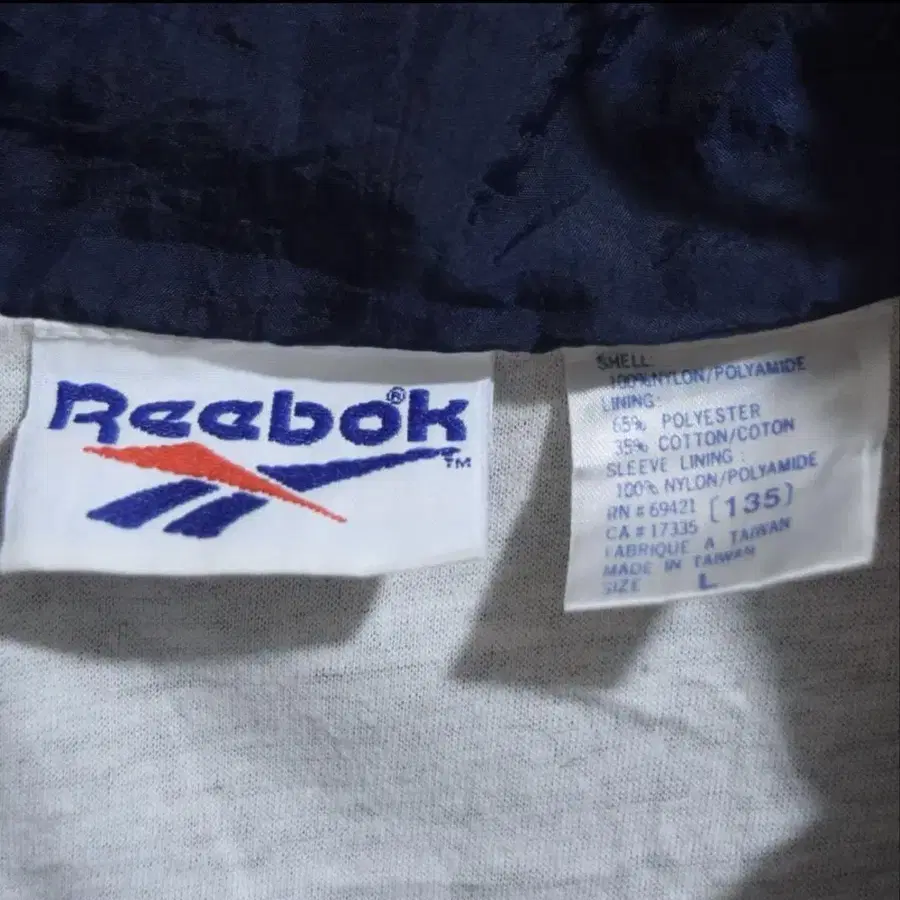 Reebok®
TM
SHELL:
100% NYLON/POLYAMIDE
LINING:
65% POLYESTER
35% COTTON/COTON
SLEEVE LINING:
100% NYLON/POLYAMIDE
RN # 69421 (135)
CA # 17335
FABRIQUE A TAIWAN
MADE IN TAIWAN
SIZE L